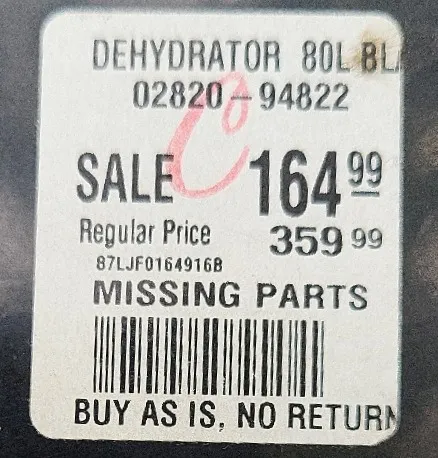 DEHYDRATOR 80L BLA
02820-94822
SALE 164 99
Regular Price 359 99
87LJF0164916B
MISSING PARTS
BUY AS IS, NO RETURN